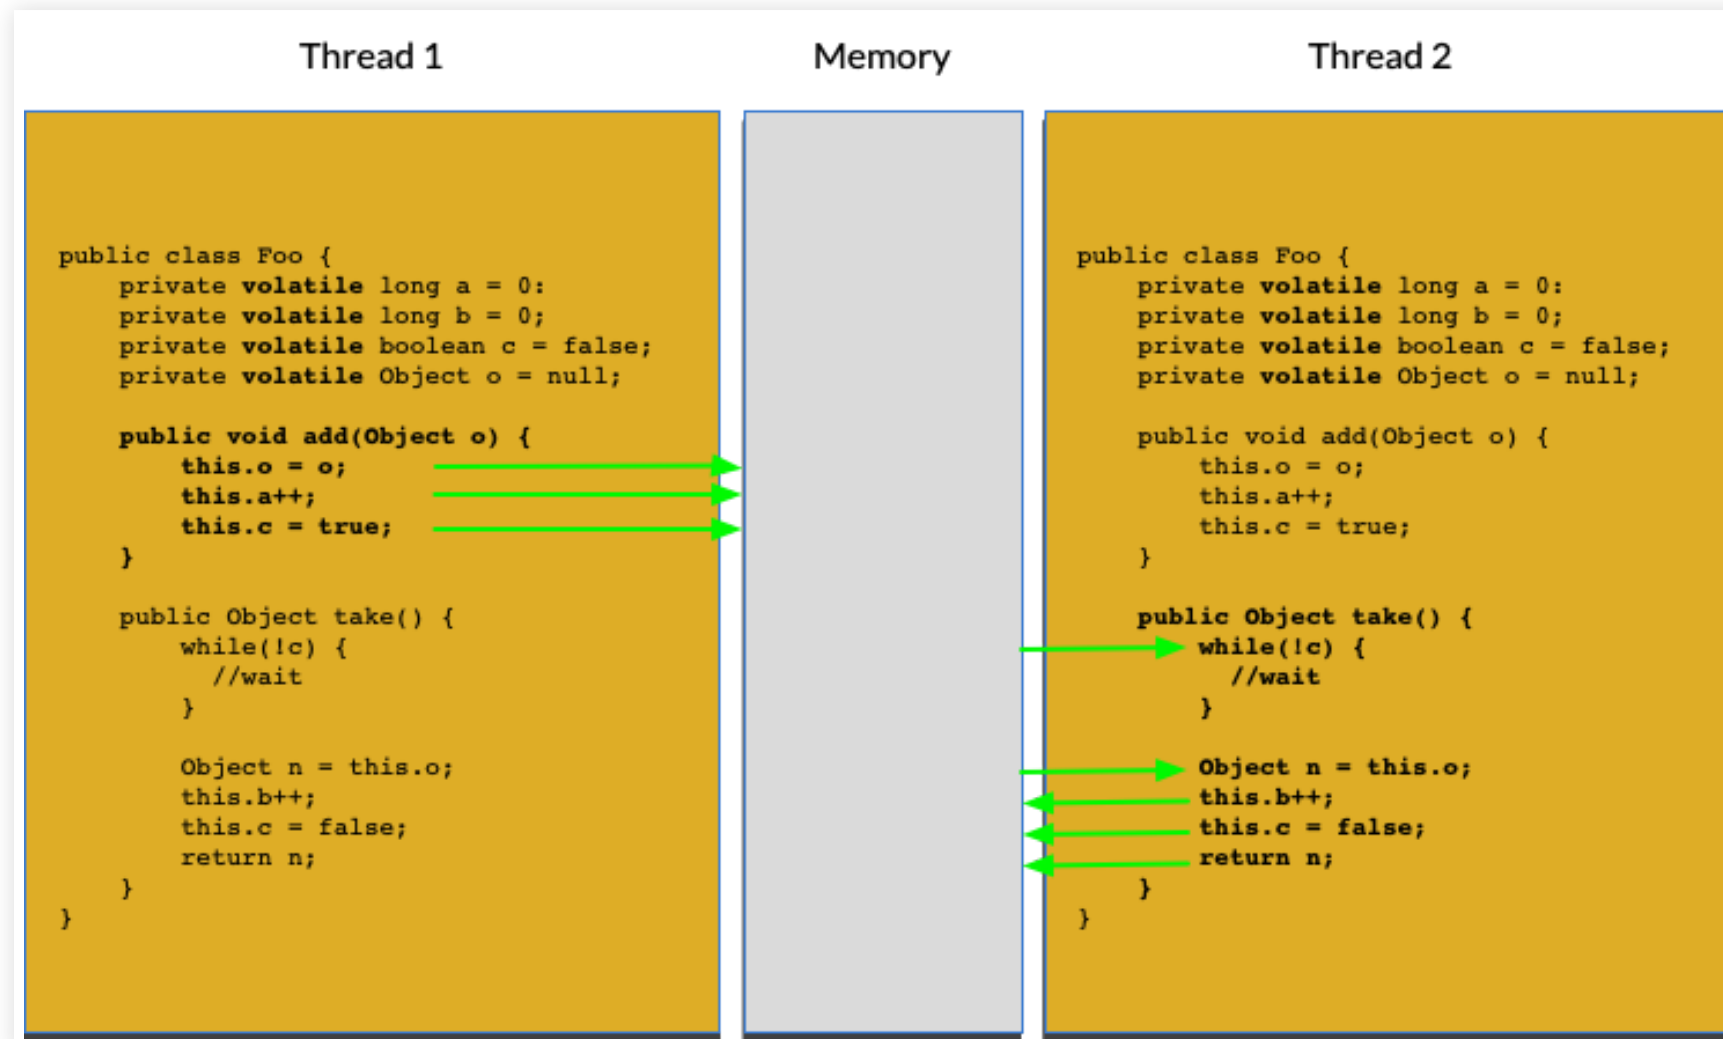 Thread 1
public class Foo {
private volatile long a = 0:
private volatile long b = 0;
private volatile boolean c = false;
private volatile Object o = null;
public void add(Object o) {
this.o = o;
this.a++;
this.c = true;
}
public Object take() {
while(!c) {
//wait
}
Object n = this.o;
this.b++;
this.c = false;
return n;
}
}
Memory
Thread 2
public class Foo {
private volatile long a = 0:
private volatile long b = 0;
private volatile boolean c = false;
private volatile Object o = null;
public void add(Object o) {
this.o = o;
this.a++;
this.c = true;
}
public Object take() {
while(!c) {
//wait
}
Object n = this.o;
this.b++;
this.c = false;
return n;
}
}